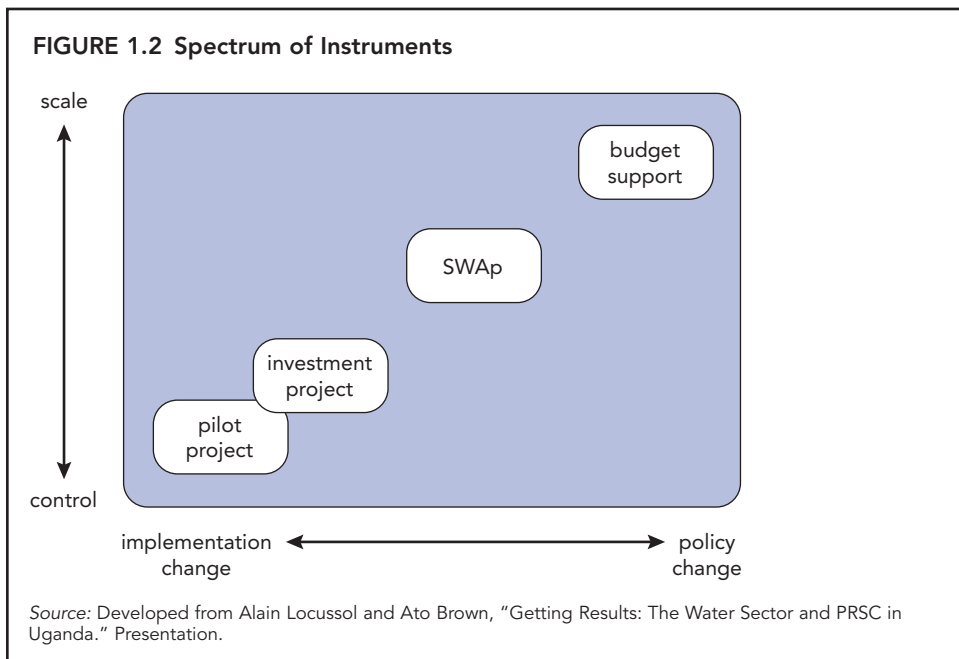 FIGURE 1.2 Spectrum of Instruments
scale
budget
support
SWAp
investment
project
pilot
project
control
implementation
change
policy
change
Source: Developed from Alain Locussol and Ato Brown, “Getting Results: The Water Sector and PRSC in
Uganda.” Presentation.